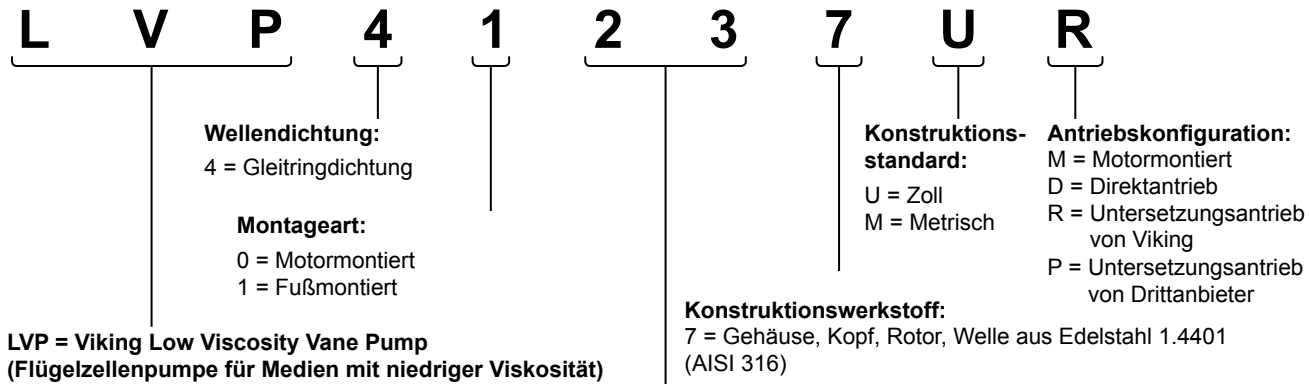 L V P 4 1 2 3 7 U R
Wellendichtung:
4 = Gleitringdichtung
Montageart:
0 = Motormontiert
1 = Fußmontiert
LVP = Viking Low Viscosity Vane Pump
(Flügelzellenpumpe für Medien mit niedriger Viskosität)
Konstruktions-
standard:
U = Zoll
M = Metrisch
Antriebskonfiguration:
M = Motormontiert
D = Direktantrieb
R = Untersetzungsantrieb
von Viking
P = Untersetzungsantrieb
von Drittanbieter
Konstruktionswerkstoff:
7 = Gehäuse, Kopf, Rotor, Welle aus Edelstahl 1.4401
(AISI 316)